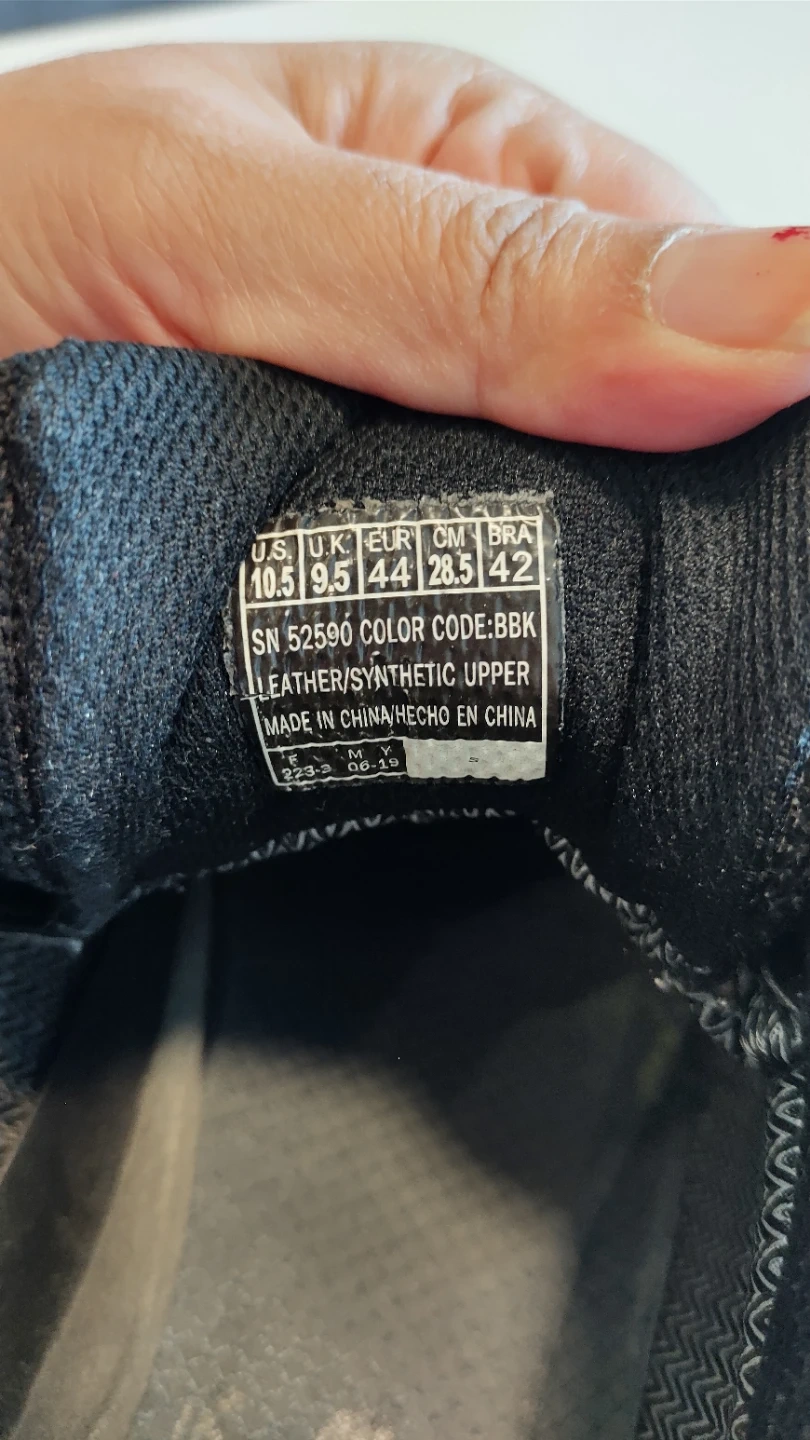 U.S. U.K. EUR CM BRA
10.5 9.5 44 28.5 42
SN 52590 COLOR CODE:BBK
LEATHER/SYNTHETIC UPPER
MADE IN CHINA/HECHO EN CHINA
F M Y
223-3 06-19
S